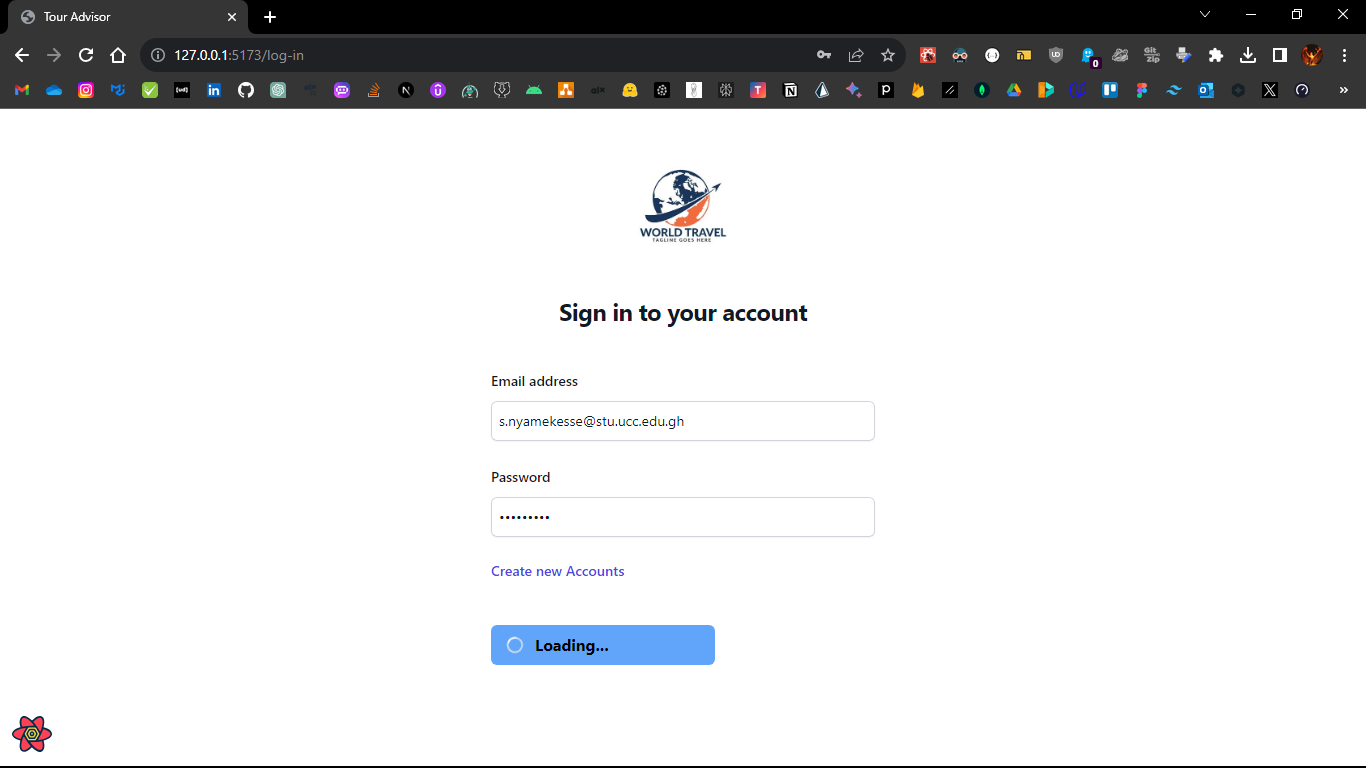 Tour Advisor
127.0.0.1:5173/log-in
WORLD TRAVEL
TAGLINE GOES HERE
Sign in to your account
Email address
s.nyamekesse@stu.ucc.edu.gh
Password
•••••••••
Create new Accounts
Loading...